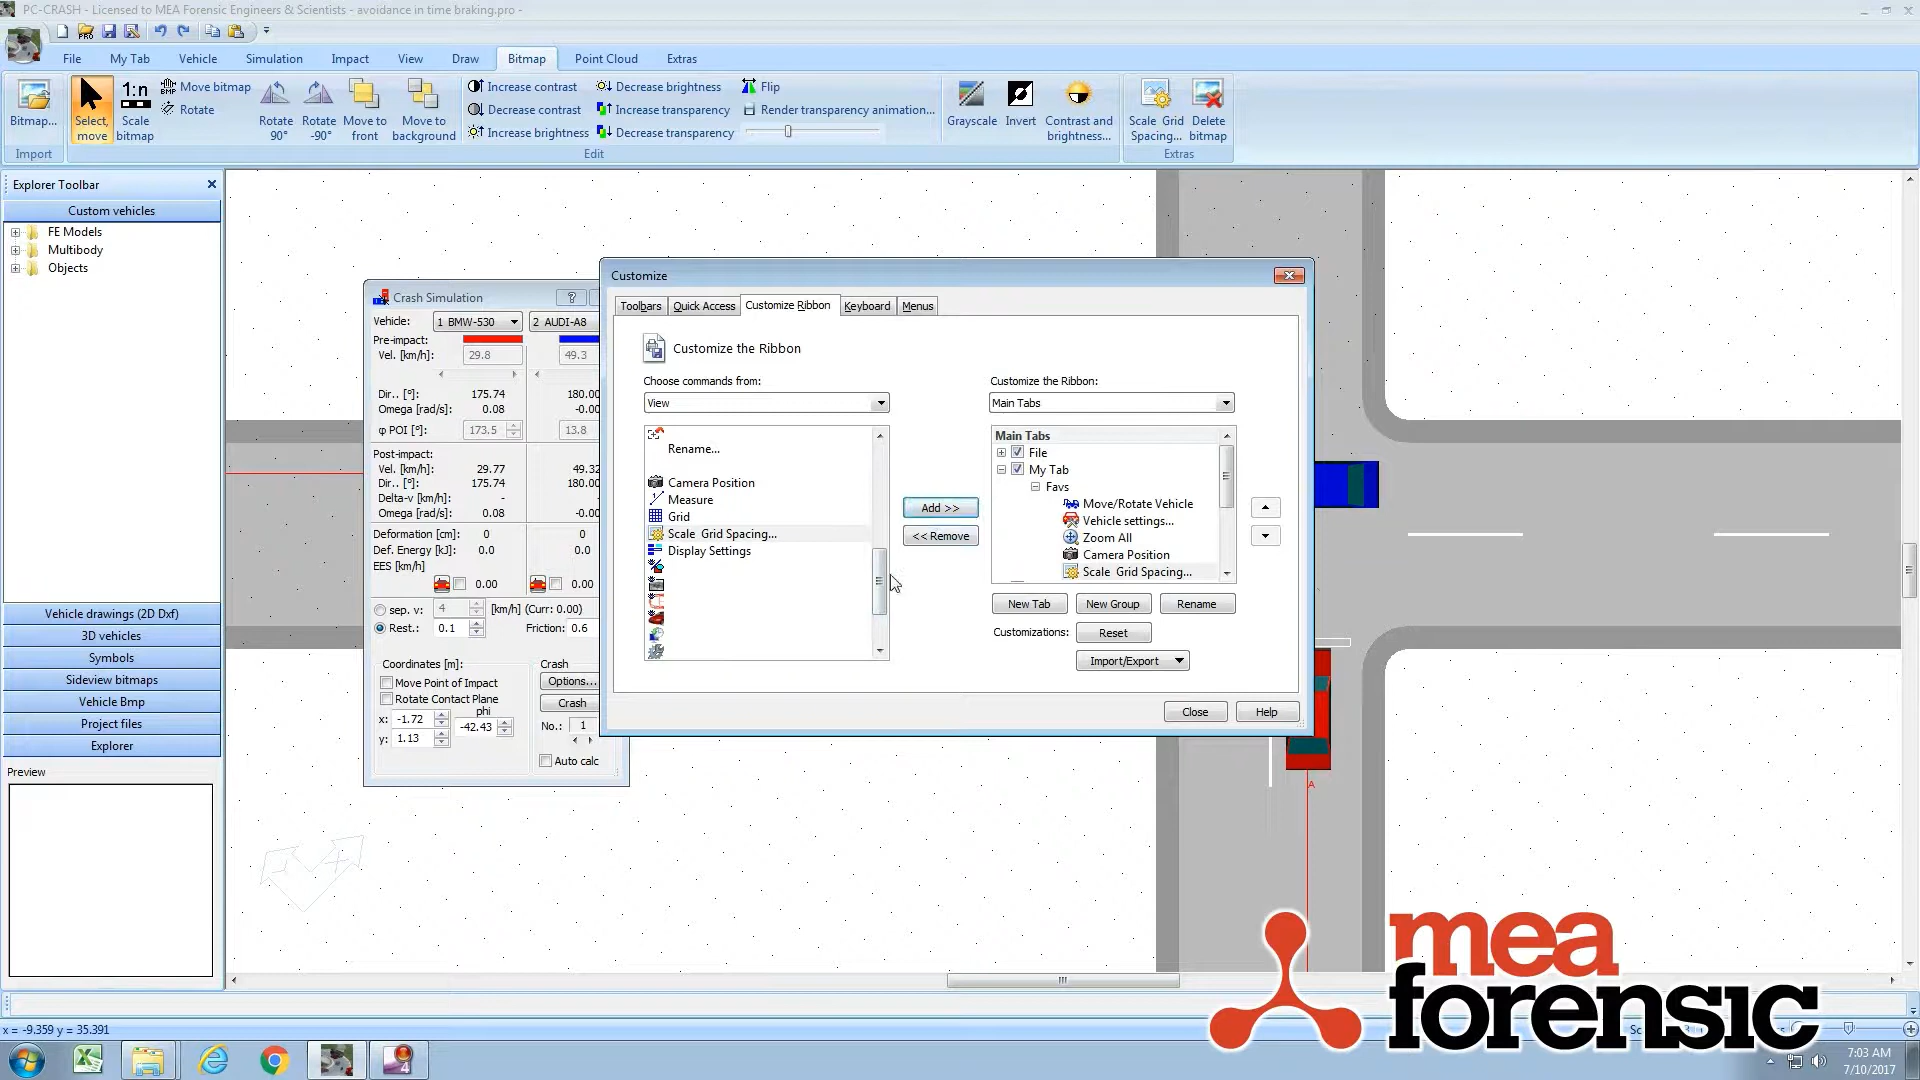 PC-CRASH - Licensed to MEA Forensic Engineers & Scientists - avoidance in time braking.pro -
File My Tab Vehicle Simulation Impact View Draw Bitmap Point Cloud Extras
Bitmap...
Select, move
1:n
Scale bitmap
BMP
Move bitmap
Rotate
Rotate 90°
Rotate -90°
Move to front
Move to background
Increase contrast
Decrease contrast
Increase brightness
Decrease brightness
Increase transparency
Decrease transparency
Flip
Render transparency animation...
Grayscale
Invert
Contrast and brightness...
Scale Grid Spacing...
Delete bitmap
Import
Edit
Extras
Explorer Toolbar
Custom vehicles
FE Models
Multibody
Objects
Vehicle drawings (2D Dxf)
3D vehicles
Symbols
Sideview bitmaps
Vehicle Bmp
Project files
Explorer
Preview
Crash Simulation
?
Vehicle: 1 BMW-530 2 AUDI-A8
Pre-impact:
Vel. [km/h]: 29.8 49.3
Dir.. [°]: 175.74 180.00
Omega [rad/s]: 0.08 -0.00
φ POI [°]: 173.5 13.8
Post-impact:
Vel. [km/h]: 29.77 49.32
Dir.. [°]: 175.74 180.00
Delta-v [km/h]: - -
Omega [rad/s]: 0.08 -0.00
Deformation [cm]: 0 0
Def. Energy [kJ]: 0.0 0.0
EES [km/h]
0.00 0.00
sep. v: 4 [km/h] (Curr: 0.00)
Rest.: 0.1 Friction: 0.6
Coordinates [m]
Move Point of Impact
Rotate Contact Plane
phi
x: -1.72
-42.43
y: 1.13
Crash
Options...
Crash
No.: 1
Auto calc
Customize
Toolbars Quick Access Customize Ribbon Keyboard Menus
Customize the Ribbon
Choose commands from:
View
Rename...
Camera Position
Measure
Grid
Scale Grid Spacing...
Display Settings
Add >>
<< Remove
Customize the Ribbon:
Main Tabs
Main Tabs
File
My Tab
Favs
Move/Rotate Vehicle
Vehicle settings...
Zoom All
Camera Position
Scale Grid Spacing...
New Tab New Group Rename
Customizations: Reset
Import/Export
Close Help
A
mea
forensic
x = -9.359 y = 35.391
7:03 AM
7/10/2017